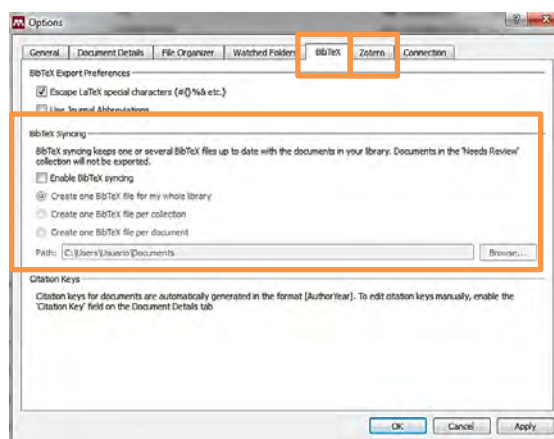 Options
General Document Details File Organizer Watched Folders BibTeX Zotero Connection
BibTeX Export Preferences
Escape LaTeX special characters (#{}%& etc.)
Use Journal Abbreviations
BibTeX Syncing
BibTeX syncing keeps one or several BibTeX files up to date with the documents in your library. Documents in the 'Needs Review'
collection will not be exported.
Enable BibTeX syncing
Create one BibTeX file for my whole library
Create one BibTeX file per collection
Create one BibTeX file per document
Path: C:\Users\Usuario\Documents Browse...
Citation Keys
Citation keys for documents are automatically generated in the format [AuthorYear]. To edit citation keys manually, enable the
'Citation Key' field on the Document Details tab
OK Cancel Apply